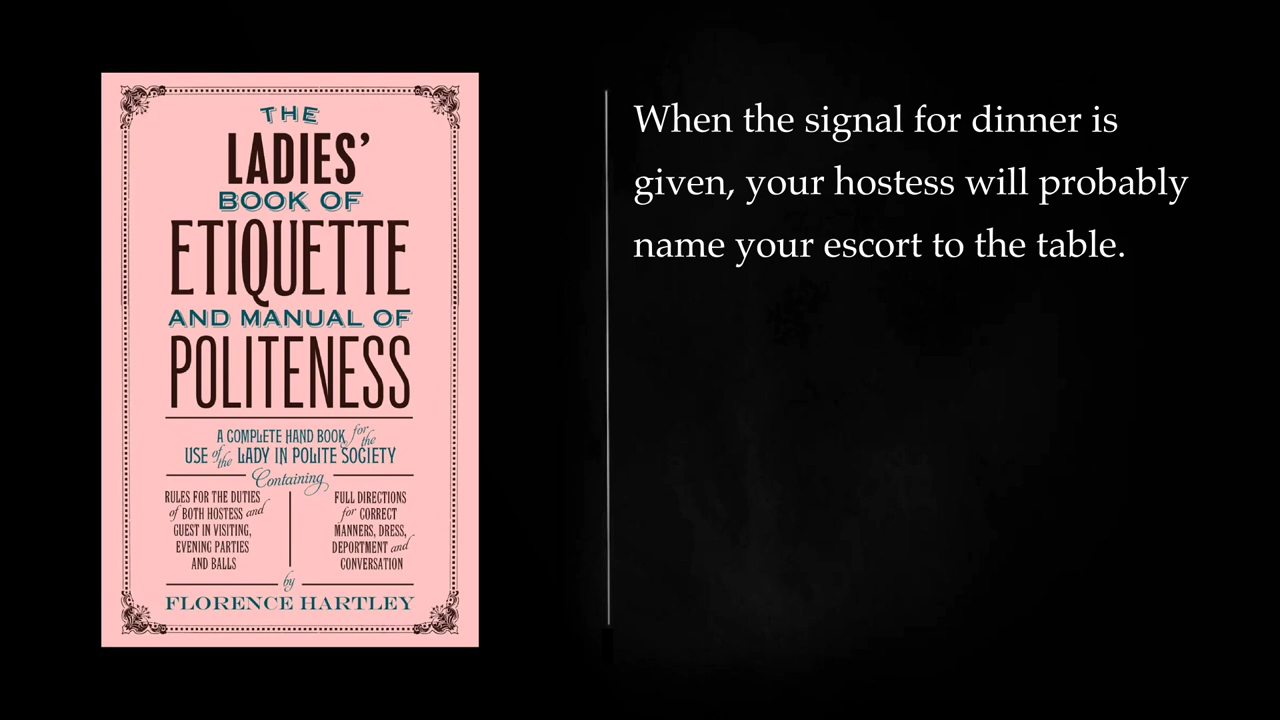 THE
LADIES'
BOOK OF
ETIQUETTE
AND MANUAL OF
POLITENESS
A COMPLETE HAND BOOK for the
USE of the LADY IN POLITE SOCIETY
Containing
RULES FOR THE DUTIES
of BOTH HOSTESS and
GUEST IN VISITING,
EVENING PARTIES
AND BALLS
FULL DIRECTIONS
for CORRECT
MANNERS, DRESS,
DEPORTMENT and
CONVERSATION
by
FLORENCE HARTLEY
When the signal for dinner is
given, your hostess will probably
name your escort to the table.